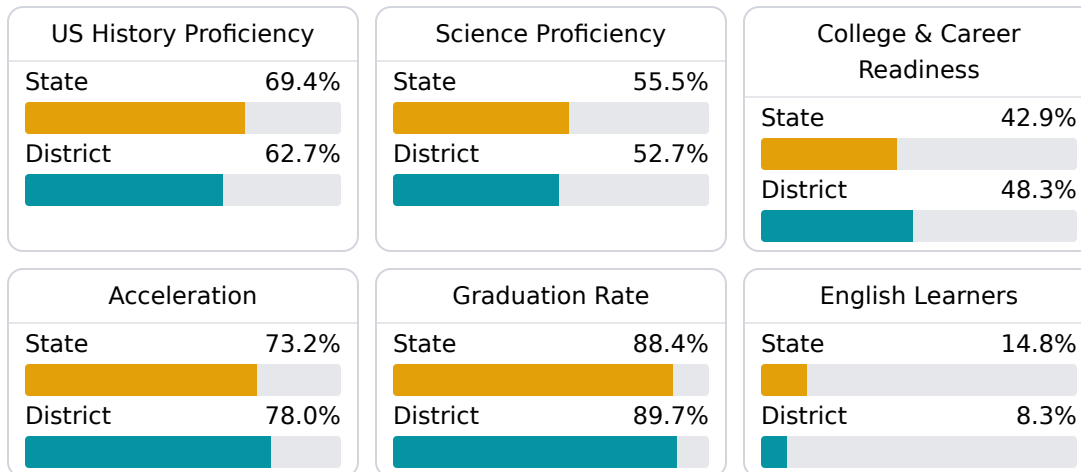 US History Proficiency
State 69.4%
District 62.7%
Science Proficiency
State 55.5%
District 52.7%
College & Career
Readiness
State 42.9%
District 48.3%
Acceleration
State 73.2%
District 78.0%
Graduation Rate
State 88.4%
District 89.7%
English Learners
State 14.8%
District 8.3%